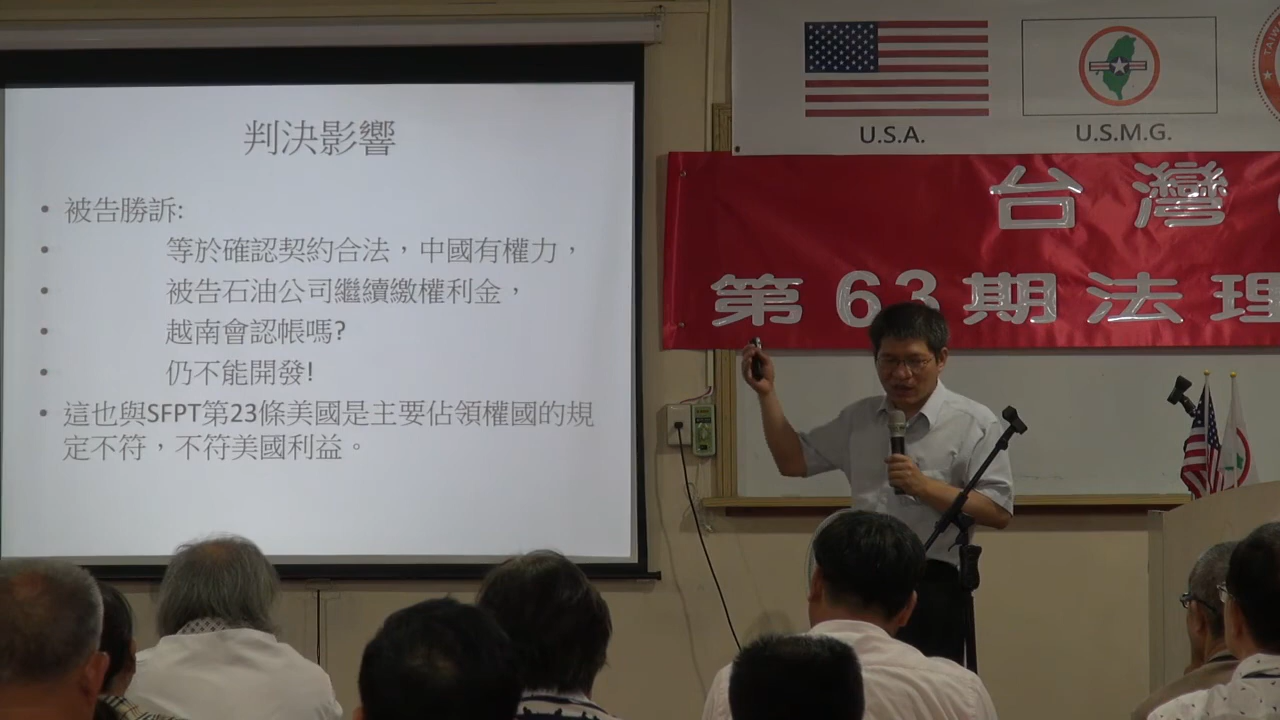 判決影響
• 被告勝訴:
• 等於確認契約合法，中國有權力，
• 被告石油公司繼續繳權利金，
• 越南會認帳嗎?
• 仍不能開發!
• 這也與SFPT第23條美國是主要佔領權國的規
定不符，不符美國利益。
U.S.A.
U.S.M.G.
台灣
第63期法理